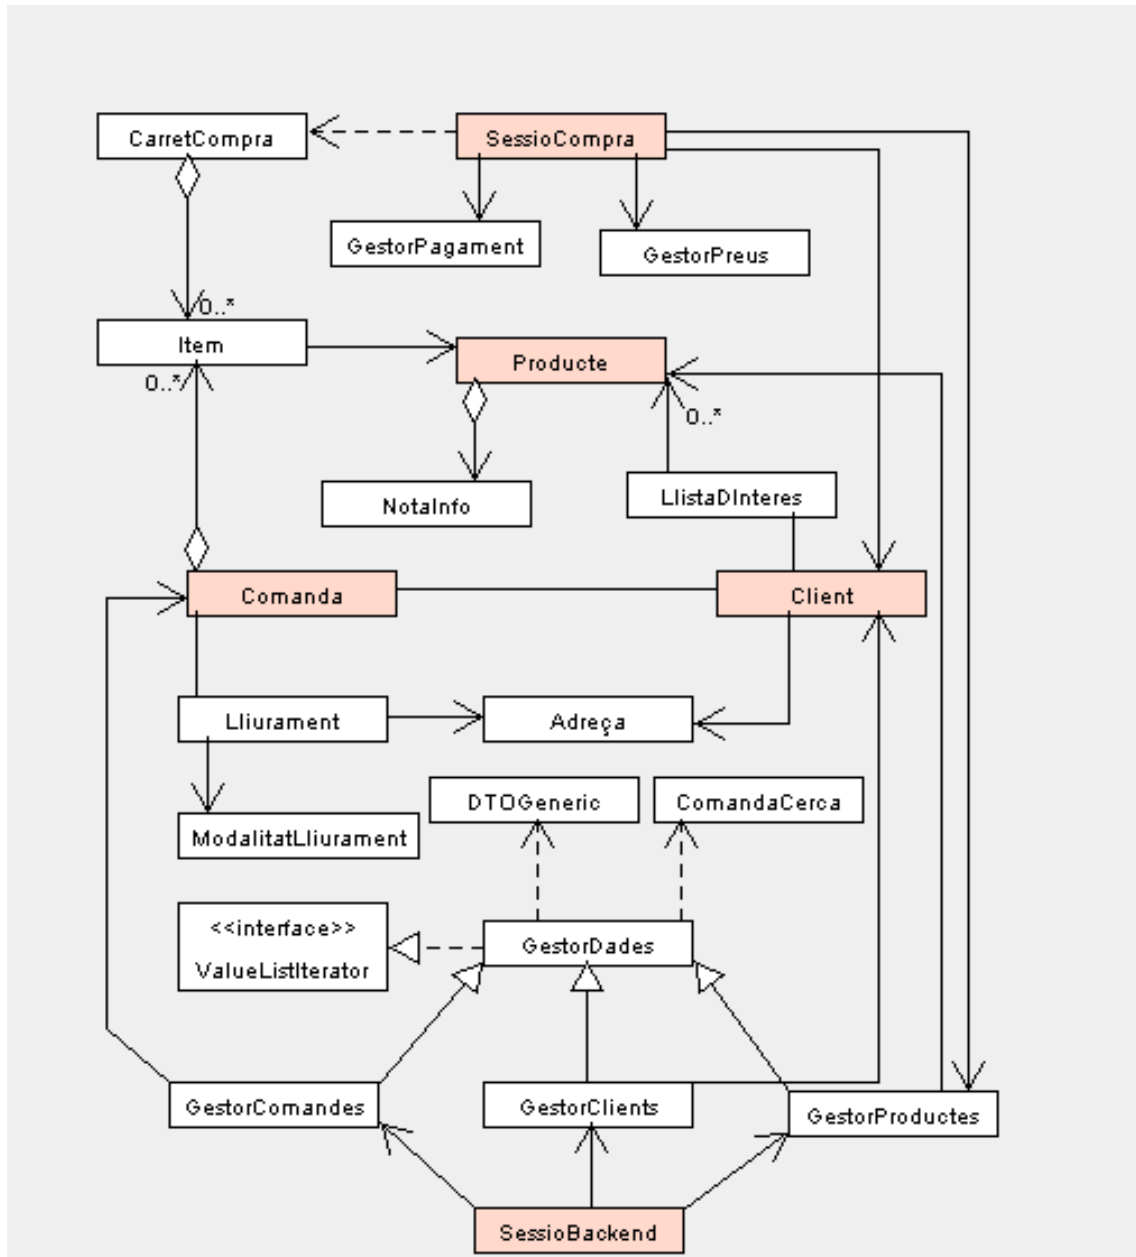 CarretCompra
SessioCompra
GestorPagament
GestorPreus
0..*
Item
Producte
0..*
0..*
NotaInfo
LlistaDInteres
Comanda
Client
Lliurament
Adreça
DTOGeneric
ComandaCerca
ModalitatLliurament
<<interface>>
ValueListIterator
GestorDades
GestorComandes
GestorClients
GestorProductes
SessioBackend